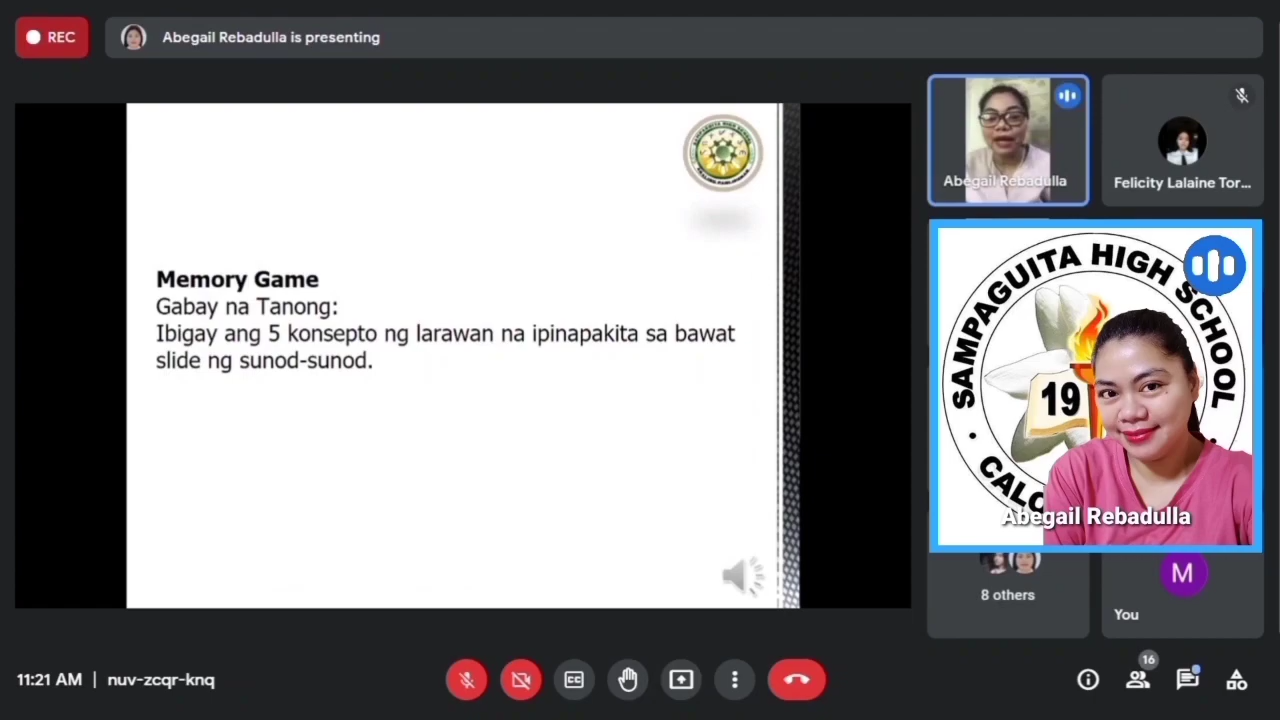 REC
Abegail Rebadulla is presenting
Memory Game
Gabay na Tanong:
Ibigay ang 5 konsepto ng larawan na ipinapakita sa bawat
slide ng sunod-sunod.
Abegail Rebadulla
Felicity Lalaine Tor...
SAMPAGUITA HIGH SCHOOL
19
CALO
Abegail Rebadulla
8 others
M
You
11:21 AM | nuv-zcqr-knq
16